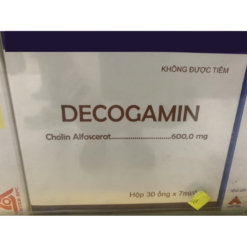 KHÔNG ĐƯỢC TIÊM
DECOGAMIN
Cholin Alfoscerat..............................600,0 mg
Hộp 30 ống x 7ml